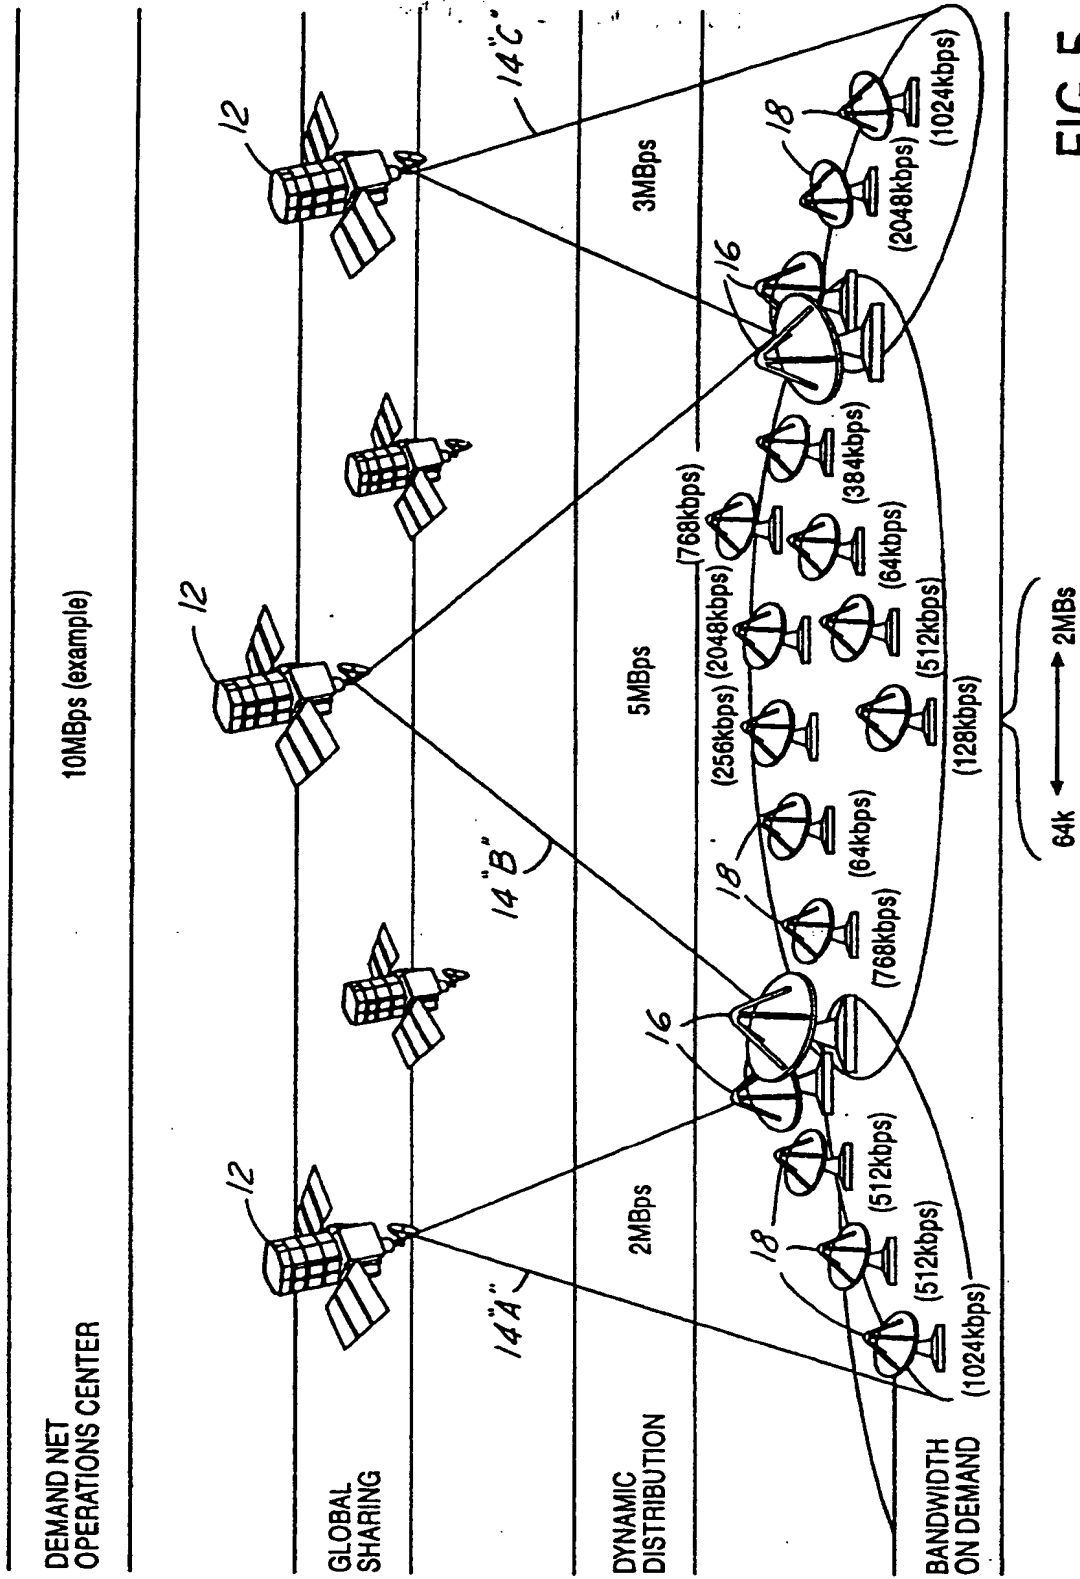 DEMAND NET
OPERATIONS CENTER
10MBps (example)
12
12
12
GLOBAL
SHARING
14"A"
14"B"
14"C"
DYNAMIC
DISTRIBUTION
2MBps
5MBps
3MBps
16
16
18
18
18
(768kbps)
(256kbps)
(2048kbps)
(384kbps)
(64kbps)
(512kbps)
(128kbps)
(64kbps)
(768kbps)
(512kbps)
(512kbps)
(1024kbps)
(2048kbps)
(1024kbps)
BANDWIDTH
ON DEMAND
64k
2MBs
FIG. 5